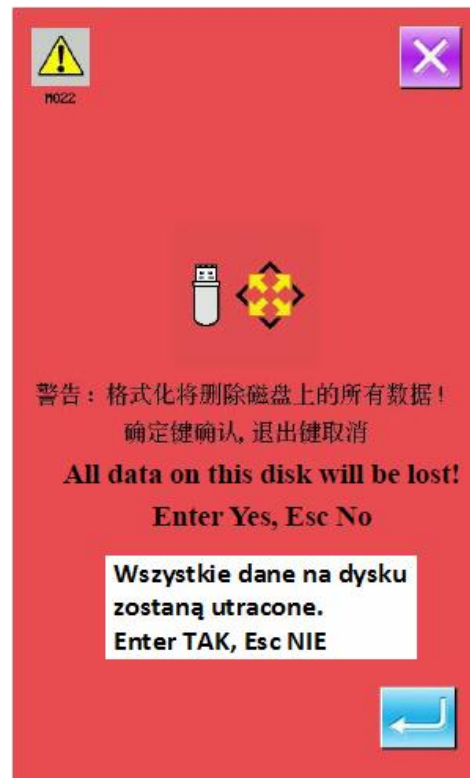 M022
警告：格式化将删除磁盘上的所有数据！
确定键确认,退出键取消
All data on this disk will be lost!
Enter Yes, Esc No
Wszystkie dane na dysku
zostaną utracone.
Enter TAK, Esc NIE